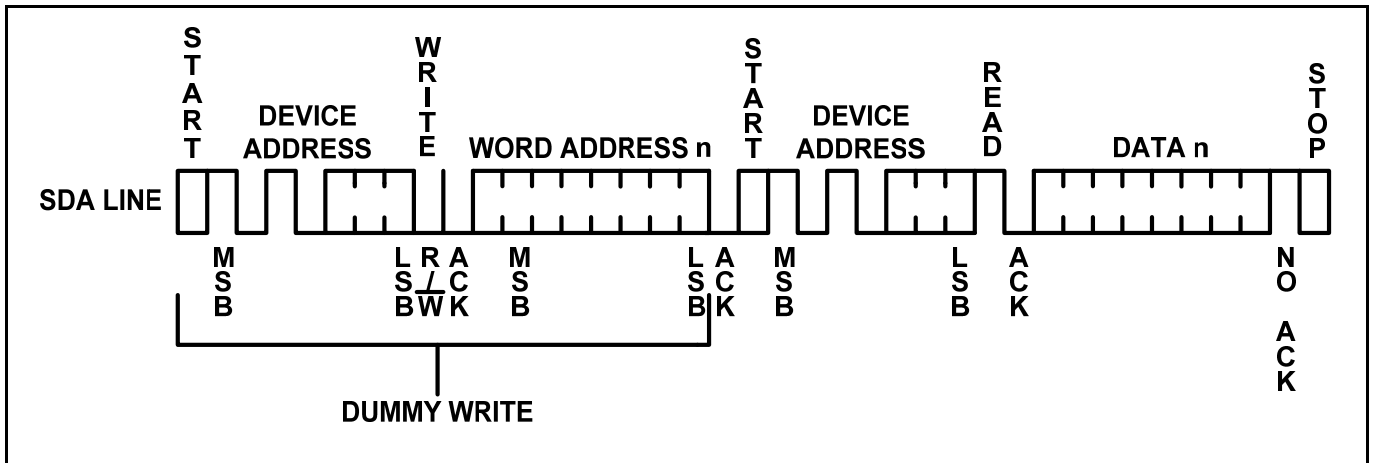 START
DEVICE
ADDRESS
WRITE
WORD ADDRESS n
START
DEVICE
ADDRESS
READ
DATA n
STOP
SDA LINE
MSB
LSB
R/W
ACK
MSB
LSB
ACK
MSB
LSB
ACK
NO ACK
DUMMY WRITE